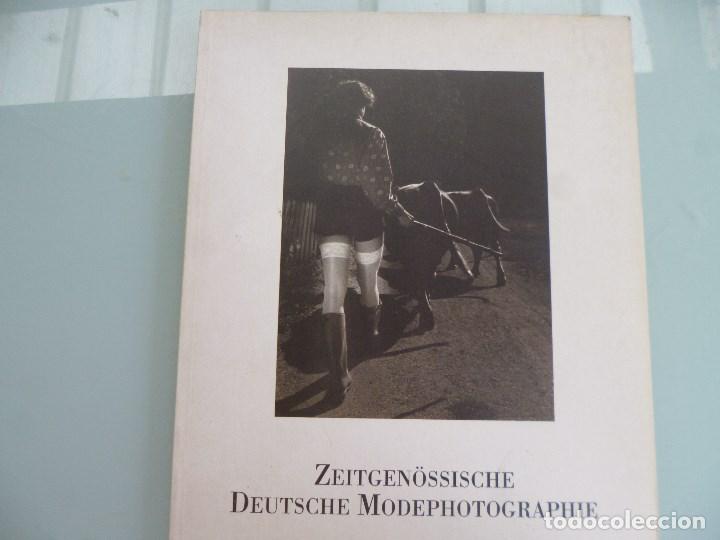 ZEITGENÖSSISCHE
DEUTSCHE MODEPHOTOGRAPHIE
todocoleccion